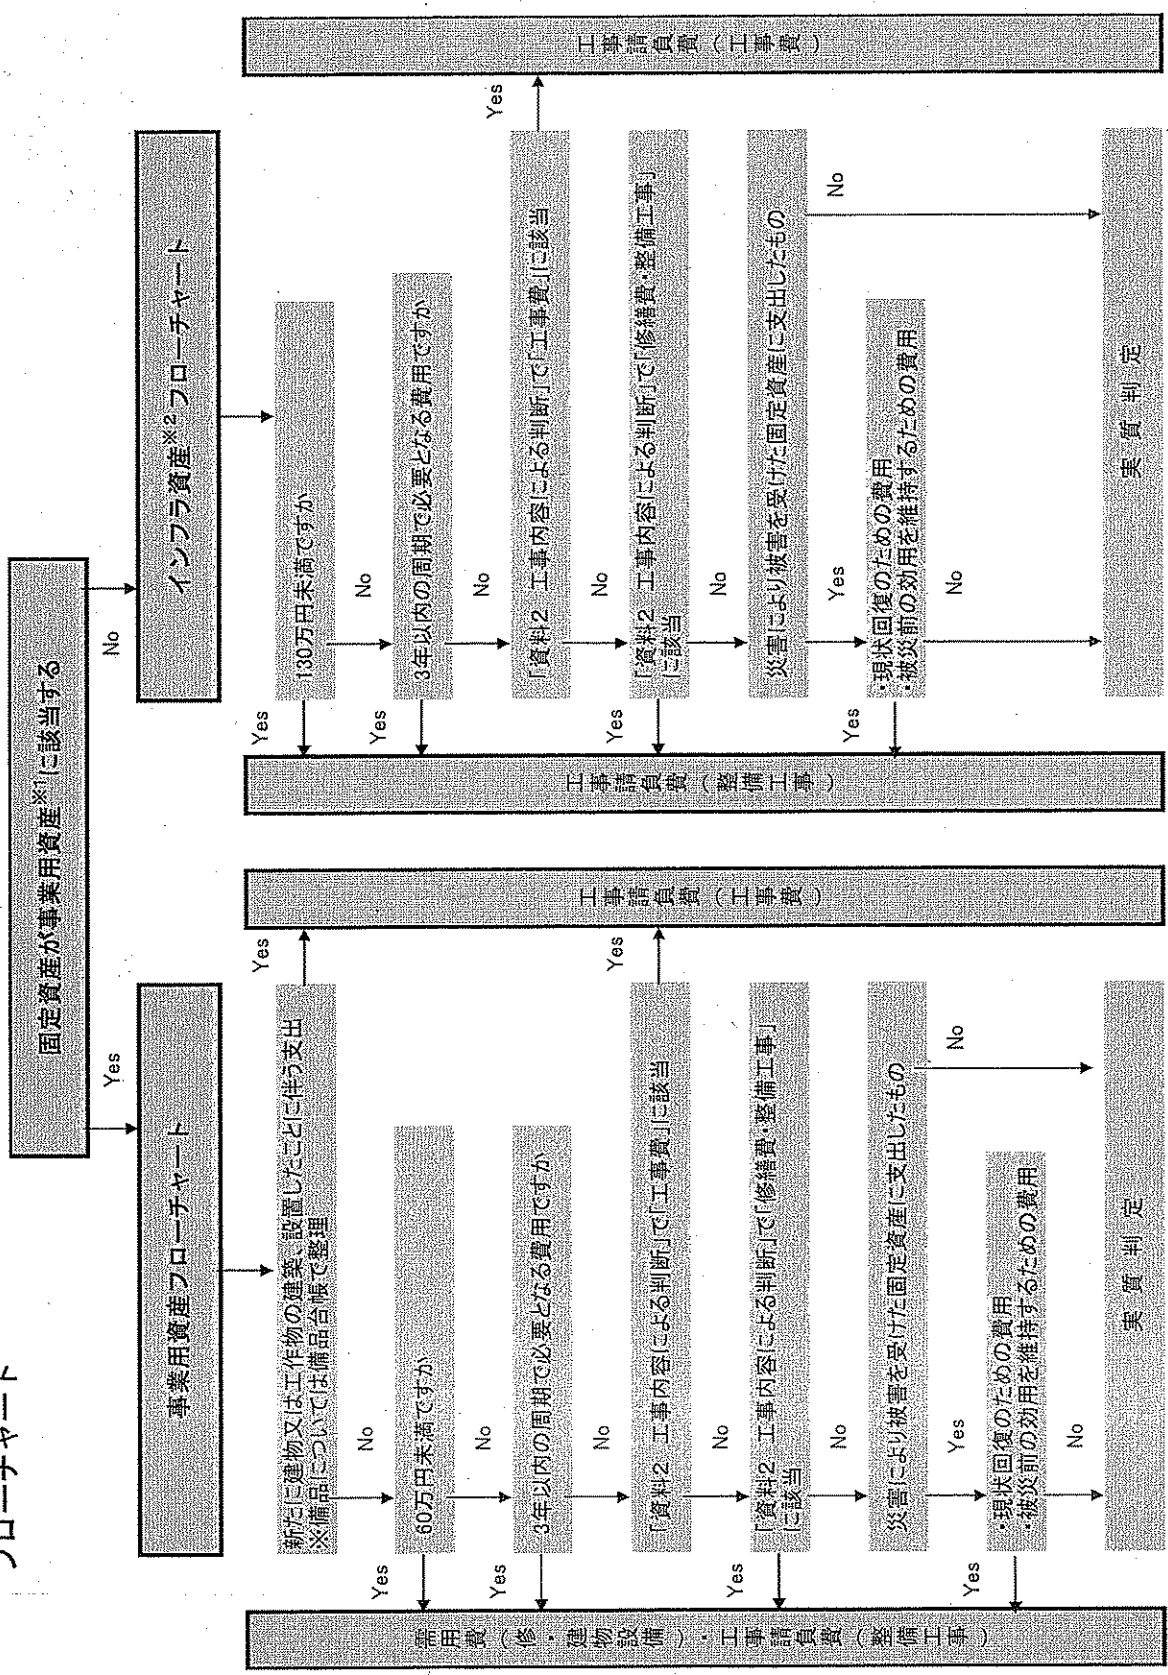 フローチャート
固定資産が事業用資産※1に該当する
Yes
No
事業用資産フローチャート
新たに建物又は工作物の建築、設置したことに伴う支出
※備品については備品台帳で整理
Yes
No
60万円未満ですか
Yes
No
3年以内の周期で必要となる費用ですか
Yes
No
「資料2 工事内容による判断」で「工事費」に該当
Yes
No
「資料2 工事内容による判断」で「修繕費・整備工事」
に該当
Yes
No
災害により被害を受けた固定資産に支出したもの
Yes
No
・現状回復のための費用
・被災前の効用を維持するための費用
Yes
No
実質判定
需用費(修・建物設備)・工事請負費(整備工事)
工事請負費(工事費)
インフラ資産※2フローチャート
130万円未満ですか
Yes
No
3年以内の周期で必要となる費用ですか
Yes
No
「資料2 工事内容による判断」で「工事費」に該当
Yes
No
「資料2 工事内容による判断」で「修繕費・整備工事」
に該当
Yes
No
災害により被害を受けた固定資産に支出したもの
Yes
No
・現状回復のための費用
・被災前の効用を維持するための費用
Yes
No
実質判定
工事請負費(整備工事)
工事請負費(工事費)